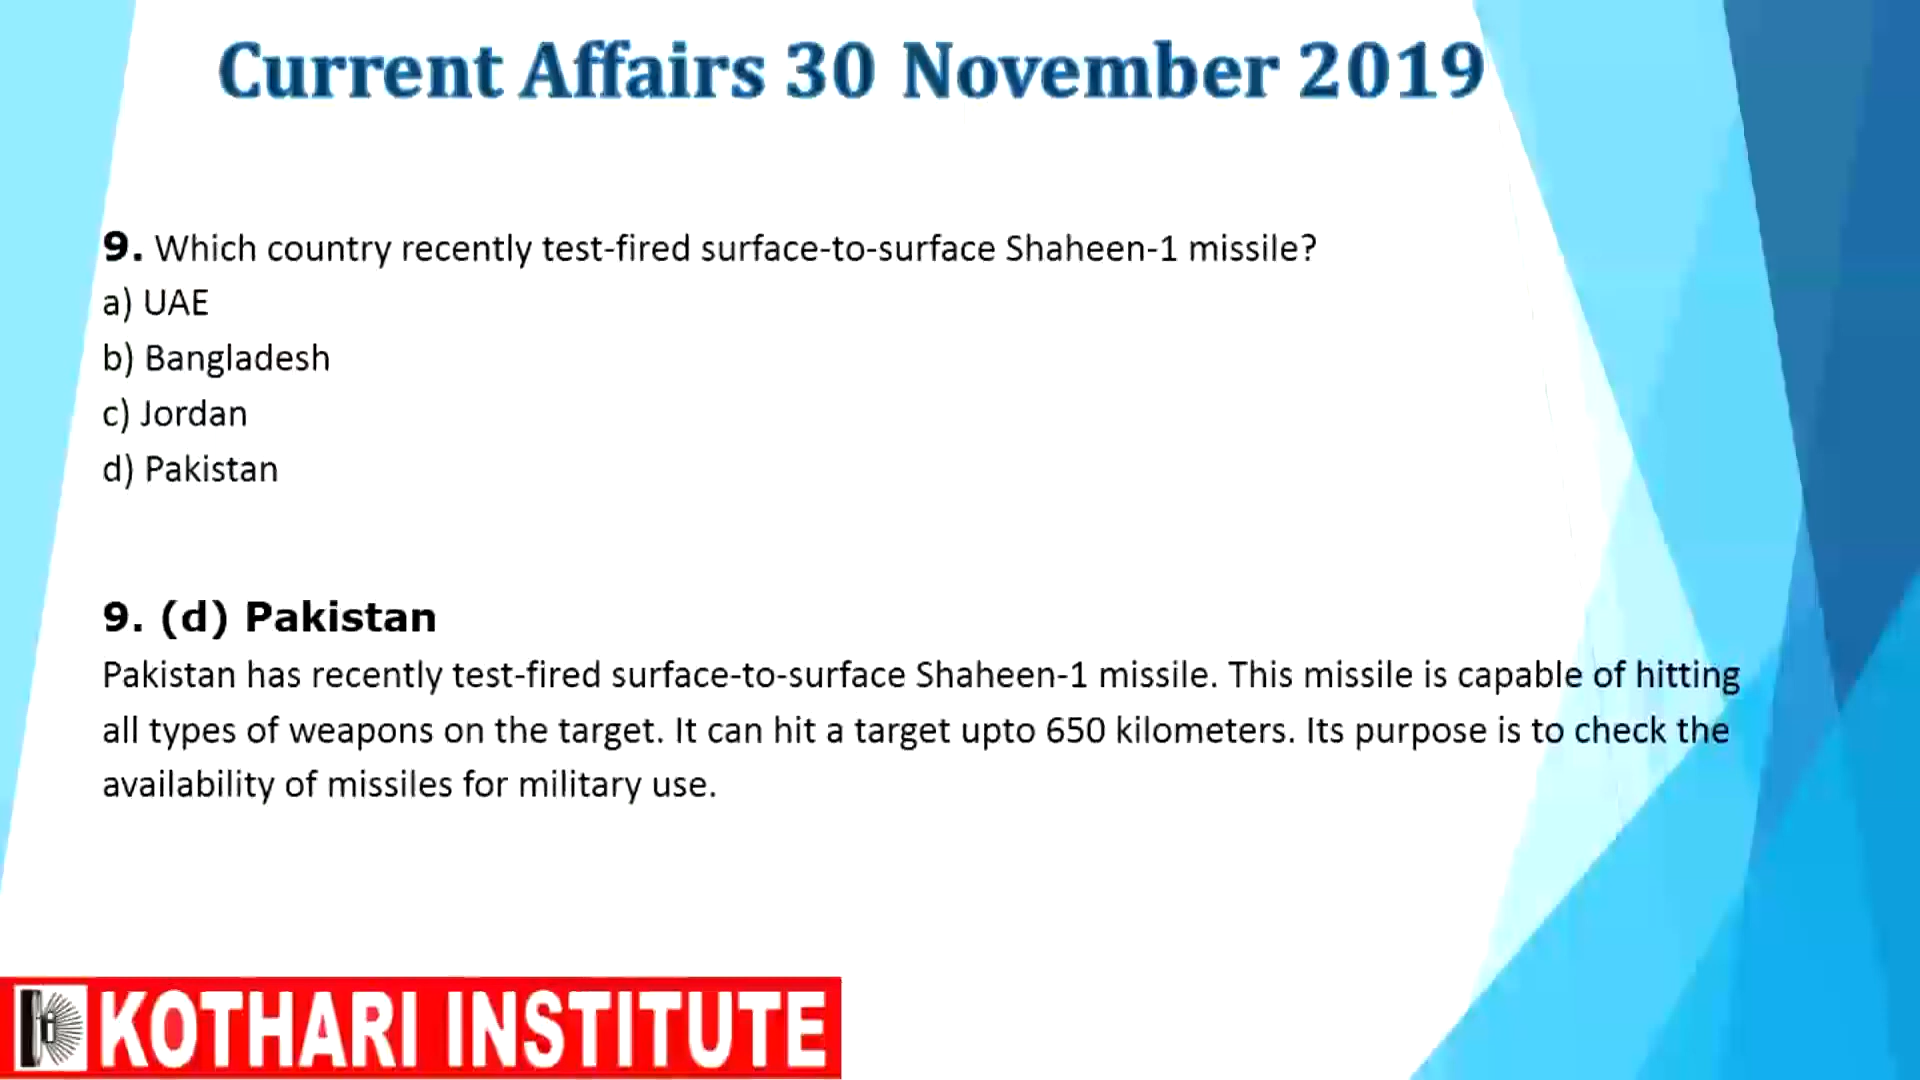 Current Affairs 30 November 2019
9. Which country recently test-fired surface-to-surface Shaheen-1 missile?
a) UAE
b) Bangladesh
c) Jordan
d) Pakistan
9. (d) Pakistan
Pakistan has recently test-fired surface-to-surface Shaheen-1 missile. This missile is capable of hitting
all types of weapons on the target. It can hit a target upto 650 kilometers. Its purpose is to check the
availability of missiles for military use.
KOTHARI INSTITUTE